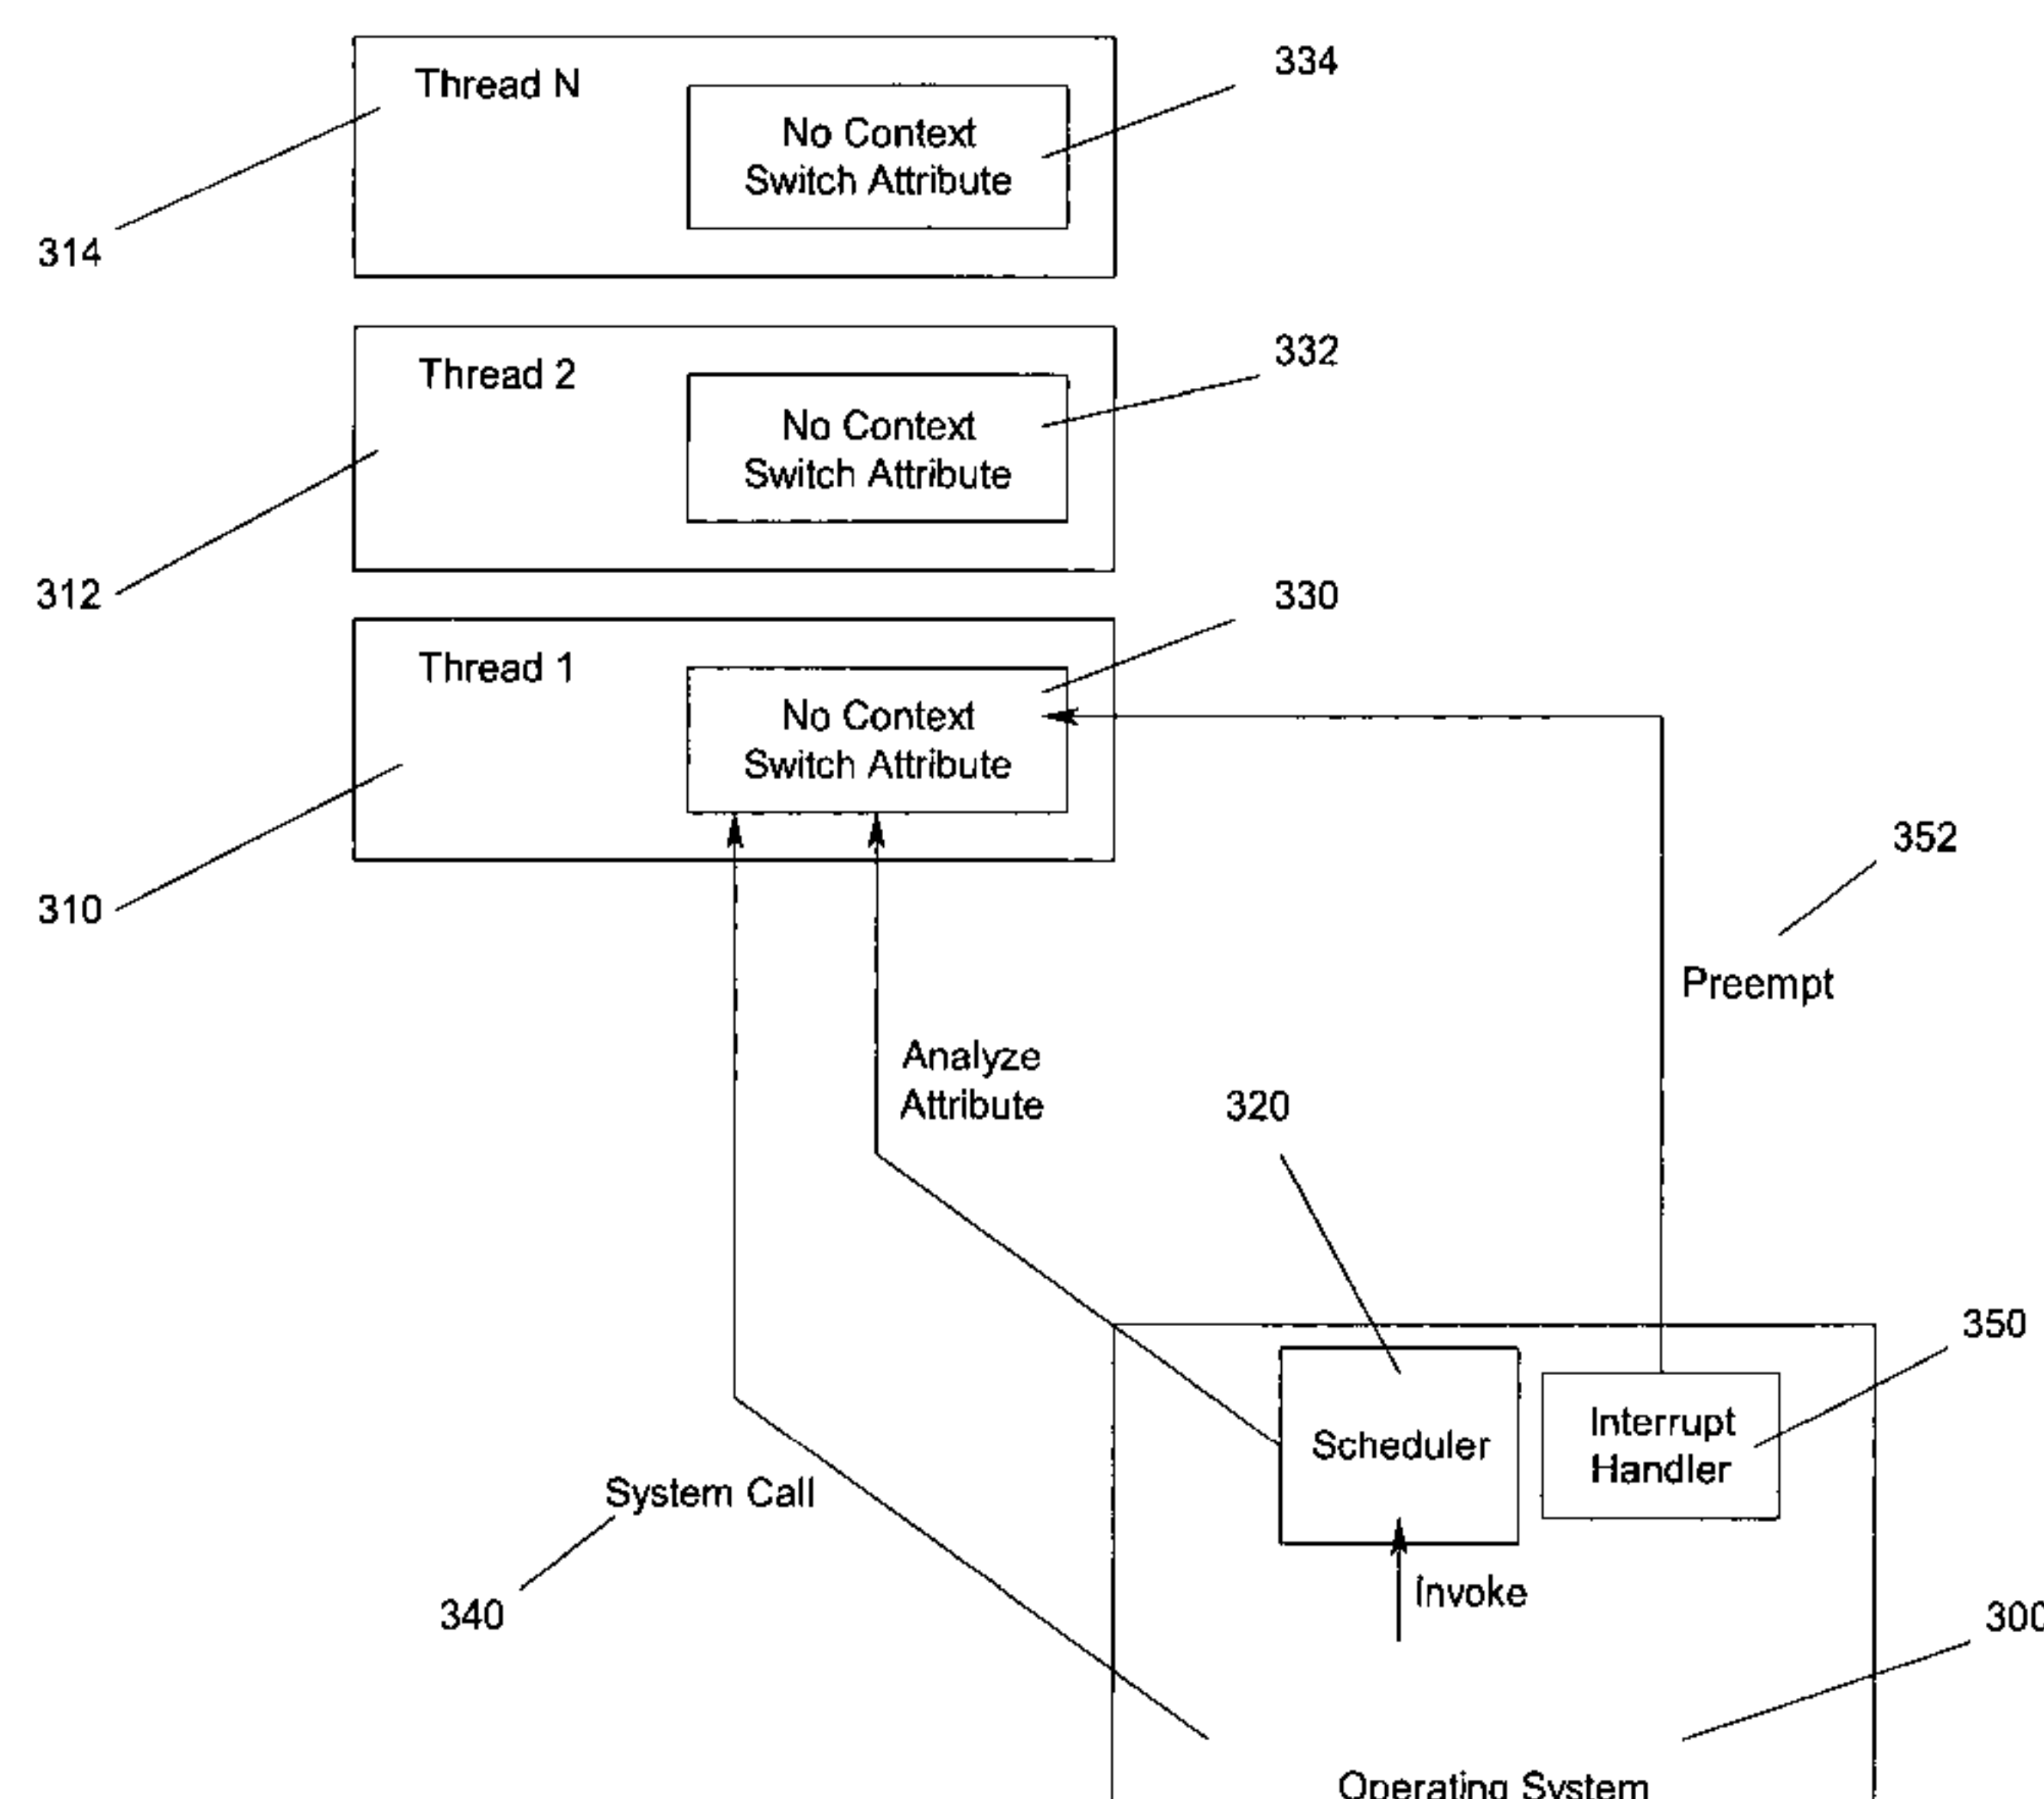 334
Thread N
No Context
Switch Attribute
314
332
Thread 2
No Context
Switch Attribute
312
330
Thread 1
No Context
Switch Attribute
310
352
Preempt
Analyze
Attribute
320
350
Interrupt
Handler
Scheduler
System Call
Invoke
340
300
Operating System